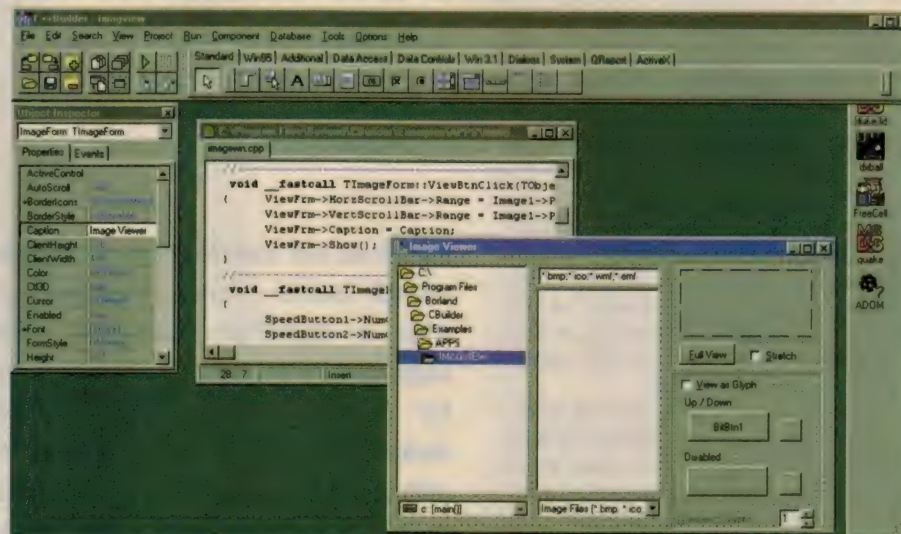 C++Builder - imageview
File Edit Search View Project Run Component Database Tools Options Help
Standard Win95 Additional Data Access Data Controls Win 3.1 Dialogs System QReport ActiveX
Object Inspector
ImageForm: TImageForm
Properties Events
ActiveControl
AutoScroll
+BorderIcons
BorderStyle
Caption Image Viewer
ClientHeight
ClientWidth
Color
Ctl3D
Cursor
Enabled
+Font
FormStyle
Height
imagewn.cpp
//
void __fastcall TImageForm::ViewBtnClick(TObje
{ ViewFrm->HorzScrollBar->Range = Image1->P
ViewFrm->VertScrollBar->Range = Image1->P
ViewFrm->Caption = Caption;
ViewFrm->Show();
}
//
void __fastcall TImage
{
SpeedButton1->Num
SpeedButton2->Num
28: 7 Insert
Image Viewer
C:\
Program Files
Borland
CBuilder
Examples
APPS
*.bmp;*.ico;*.wmf;*.emf
Full View Stretch
View as Glyph
Up / Down
BitBtn1
Disabled
c: [main()]
Image Files (*.bmp, *.ico
1
dxball
FreeCell
MS
quake
ADOM